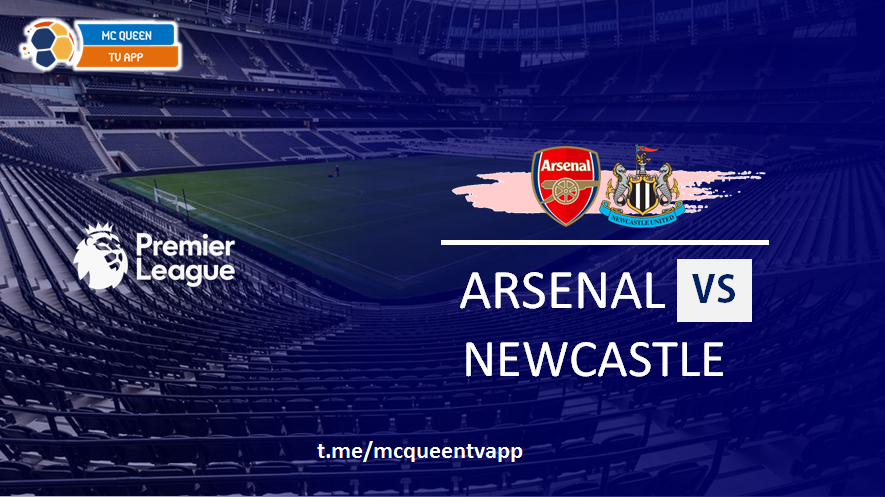 MC QUEEN
TV APP
Arsenal
NEWCASTLE UNITED
Premier
League
ARSENAL VS
NEWCASTLE
t.me/mcqueentvapp